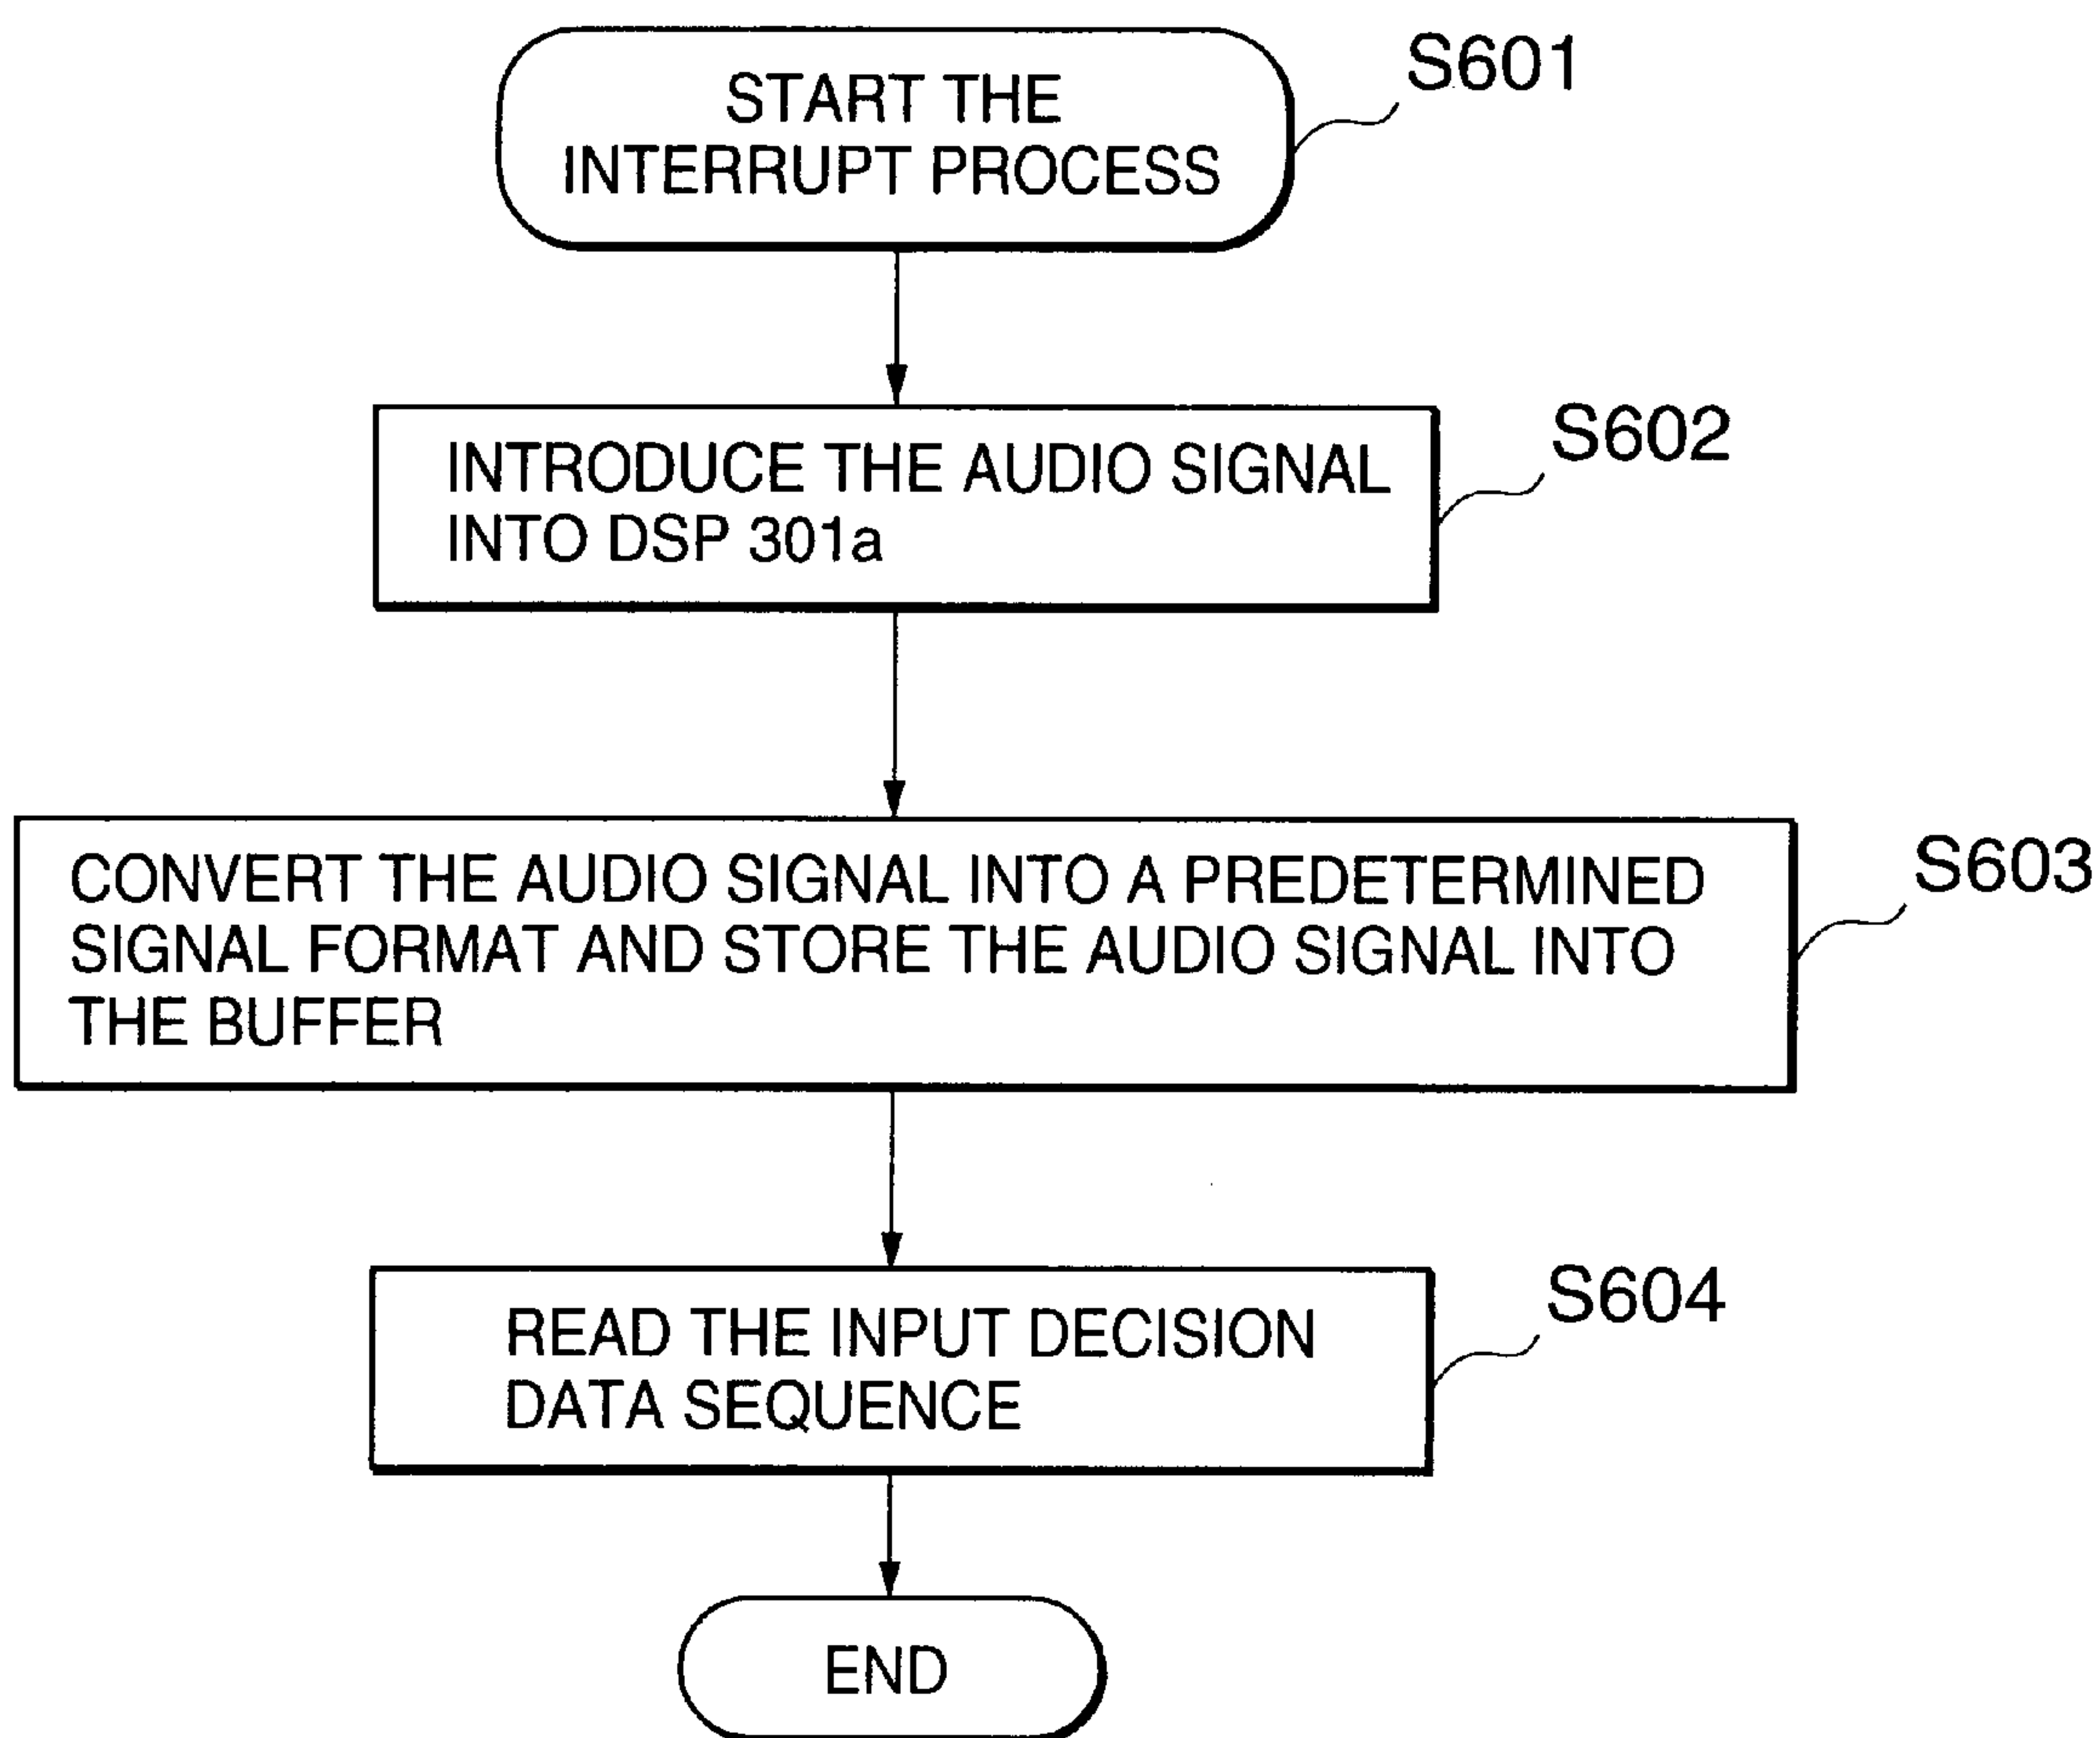 START THE
INTERRUPT PROCESS
S601
INTRODUCE THE AUDIO SIGNAL
INTO DSP 301a
S602
CONVERT THE AUDIO SIGNAL INTO A PREDETERMINED
SIGNAL FORMAT AND STORE THE AUDIO SIGNAL INTO
THE BUFFER
S603
READ THE INPUT DECISION
DATA SEQUENCE
S604
END